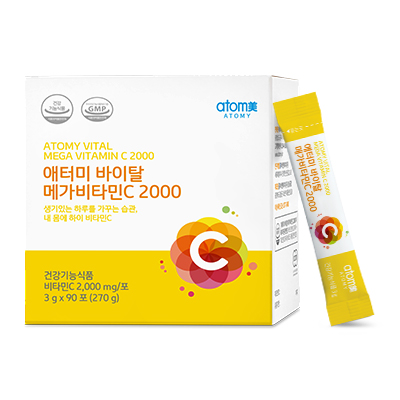 건강
기능식품
GMP
atom美
ATOMY
ATOMY VITAL
MEGA VITAMIN C 2000
애터미 바이탈
메가비타민C 2000
생기있는 하루를 가꾸는 습관,
내 몸에 하이 비타민C
C
건강기능식품
비타민C 2,000 mg/포
3 g x 90 포 (270 g)
애터미 바이탈
메가비타민C 2000
atom美
ATOMY